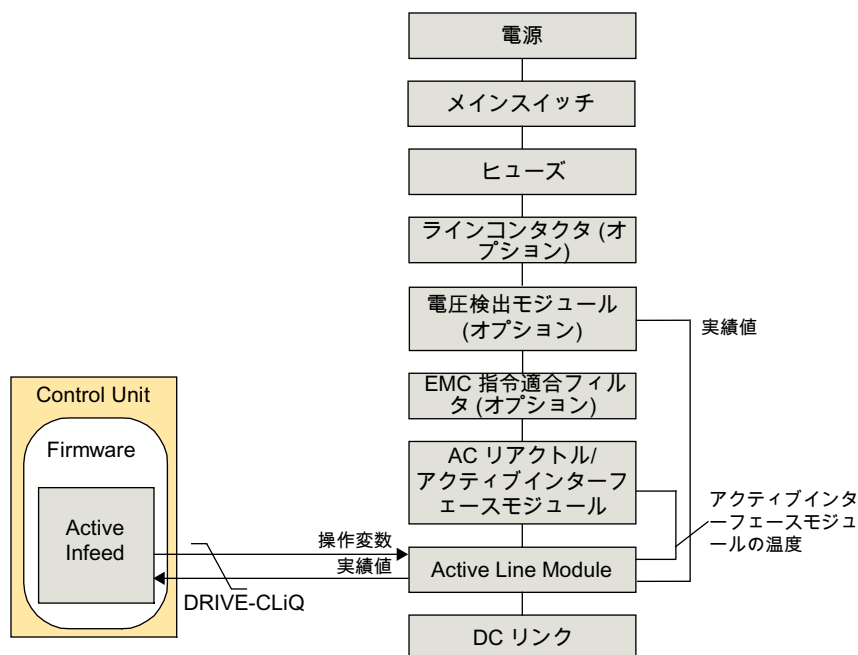 電源
メインスイッチ
ヒューズ
ラインコンタクタ (オ
プション)
電圧検出モジュール
(オプション)
実績値
EMC 指令適合フィル
タ (オプション)
Control Unit
Firmware
Active
Infeed
AC リアクトル/
アクティブインターフ
ェースモジュール
アクティブインタ
ーフェースモジュ
ールの温度
操作変数
実績値
DRIVE-CLiQ
Active Line Module
DC リンク